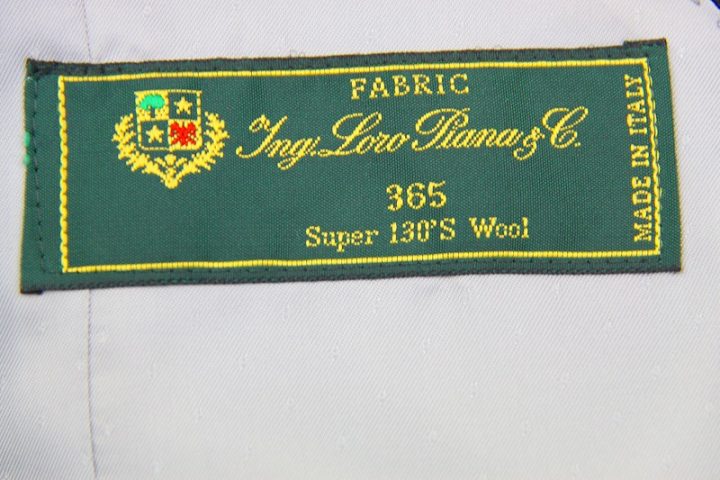 FABRIC
Ing. Loro Piana & C.
365
Super 130'S Wool
MADE IN ITALY